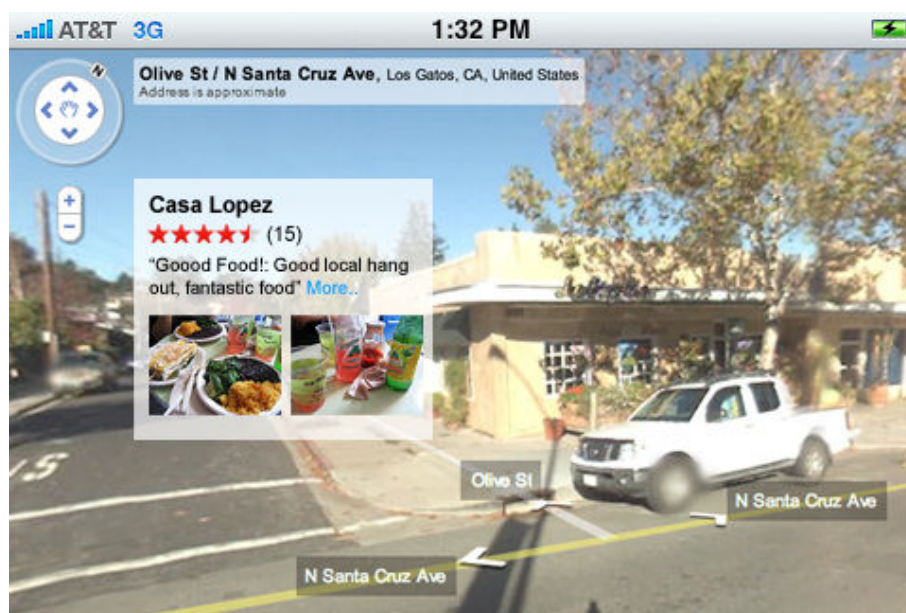 AT&T 3G 1:32 PM
N
Olive St / N Santa Cruz Ave, Los Gatos, CA, United States
Address is approximate
Casa Lopez
(15)
"Goood Food!: Good local hang
out, fantastic food" More..
Olive St
N Santa Cruz Ave
N Santa Cruz Ave